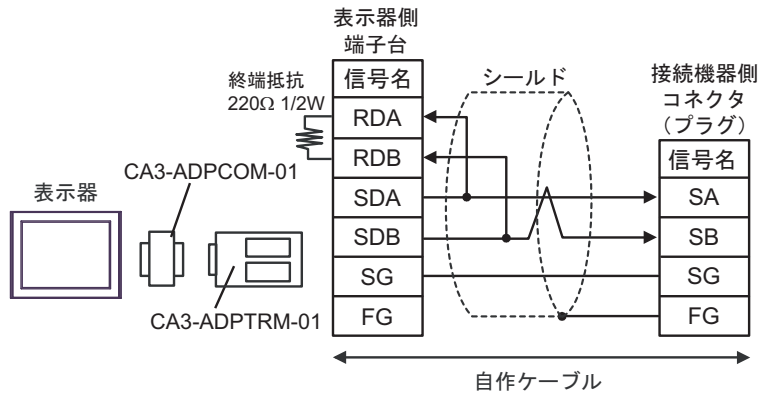 表示器側
端子台
信号名
RDA
RDB
SDA
SDB
SG
FG
終端抵抗
220Ω 1/2W
シールド
接続機器側
コネクタ
(プラグ)
信号名
SA
SB
SG
FG
表示器
CA3-ADPCOM-01
CA3-ADPTRM-01
自作ケーブル